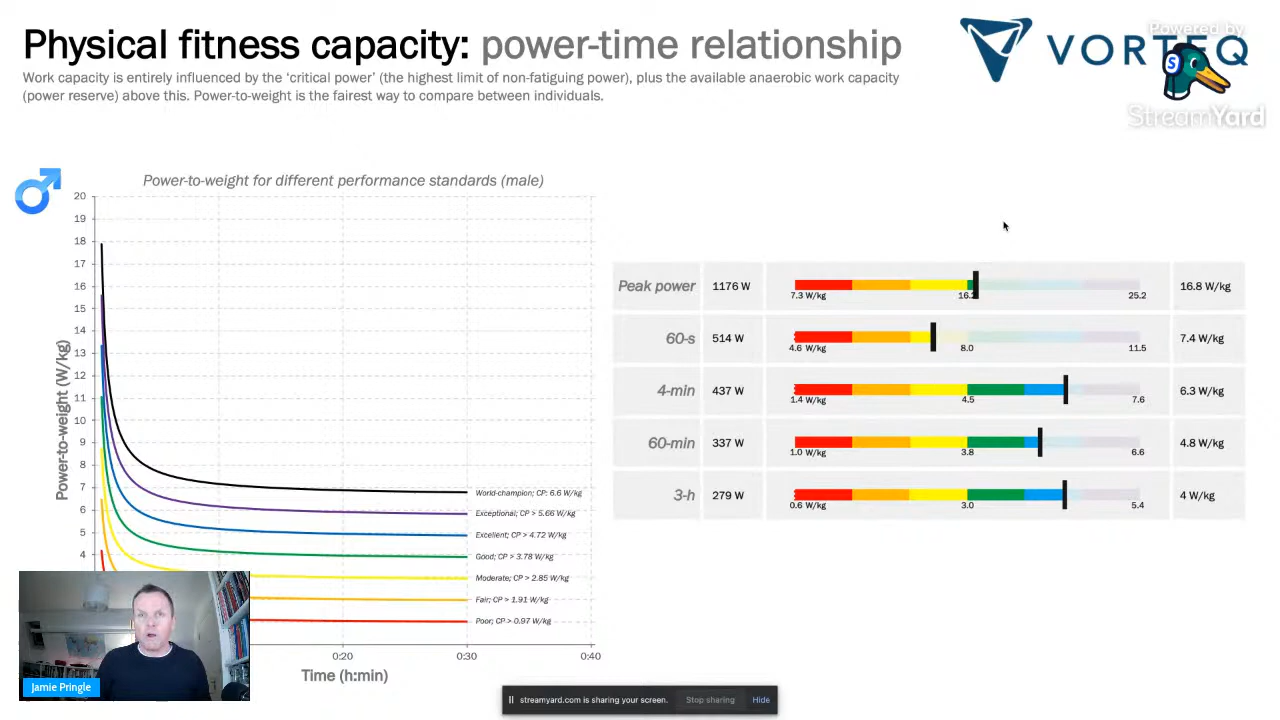 Physical fitness capacity: power-time relationship
Work capacity is entirely influenced by the 'critical power' (the highest limit of non-fatiguing power), plus the available anaerobic work capacity
(power reserve) above this. Power-to-weight is the fairest way to compare between individuals.
VORTEQ
Powered by
S
StreamYard
Power-to-weight for different performance standards (male)
20
19
18
17
16
15
14
13
12
11
10
9
8
7
6
5
4
Power-to-weight (W/kg)
World-champion; CP: 6.6 W/kg
Exceptional; CP > 5.66 W/kg
Excellent; CP > 4.72 W/kg
Good; CP > 3.78 W/kg
Moderate; CP > 2.85 W/kg
Fair; CP > 1.91 W/kg
Poor; CP > 0.97 W/kg
0:20 0:30 0:40
Time (h:min)
Peak power 1176 W 7.3 W/kg 25.2 16.8 W/kg
60-s 514 W 4.6 W/kg 8.0 11.5 7.4 W/kg
4-min 437 W 1.4 W/kg 4.5 7.6 6.3 W/kg
60-min 337 W 1.0 W/kg 3.8 6.6 4.8 W/kg
3-h 279 W 0.6 W/kg 3.0 5.4 4 W/kg
Jamie Pringle
streamyard.com is sharing your screen. Stop sharing Hide